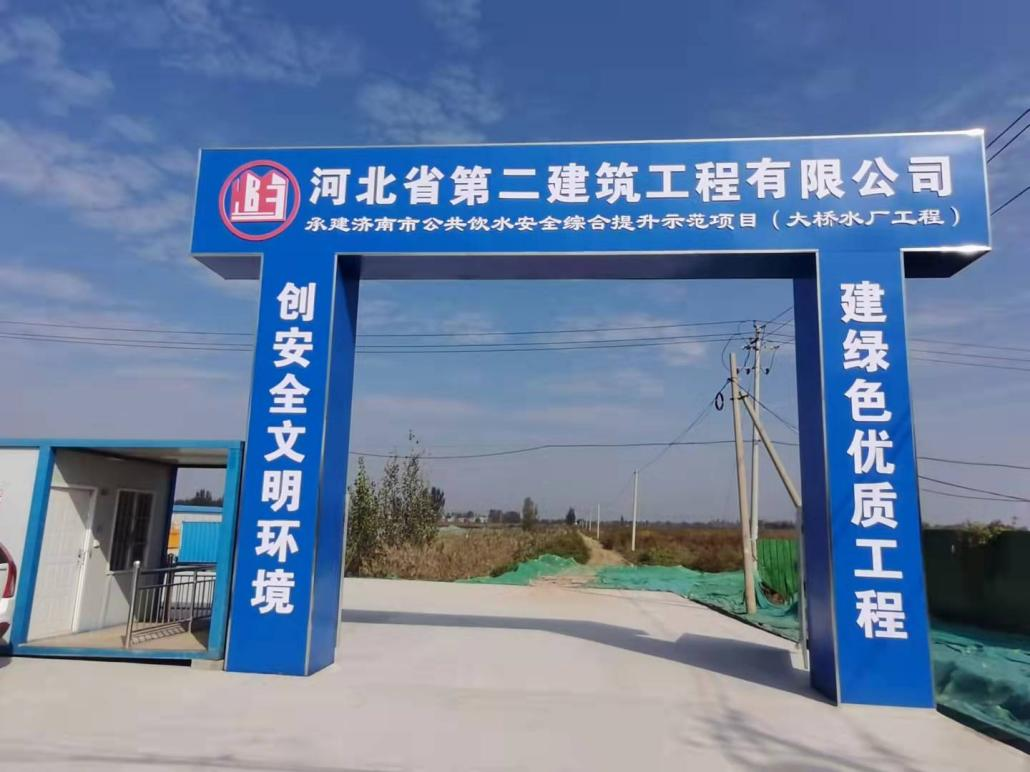 河北省第二建筑工程有限公司
承建济南市公共饮水安全综合提升示范项目（大桥水厂工程）
创安全文明环境
建绿色优质工程